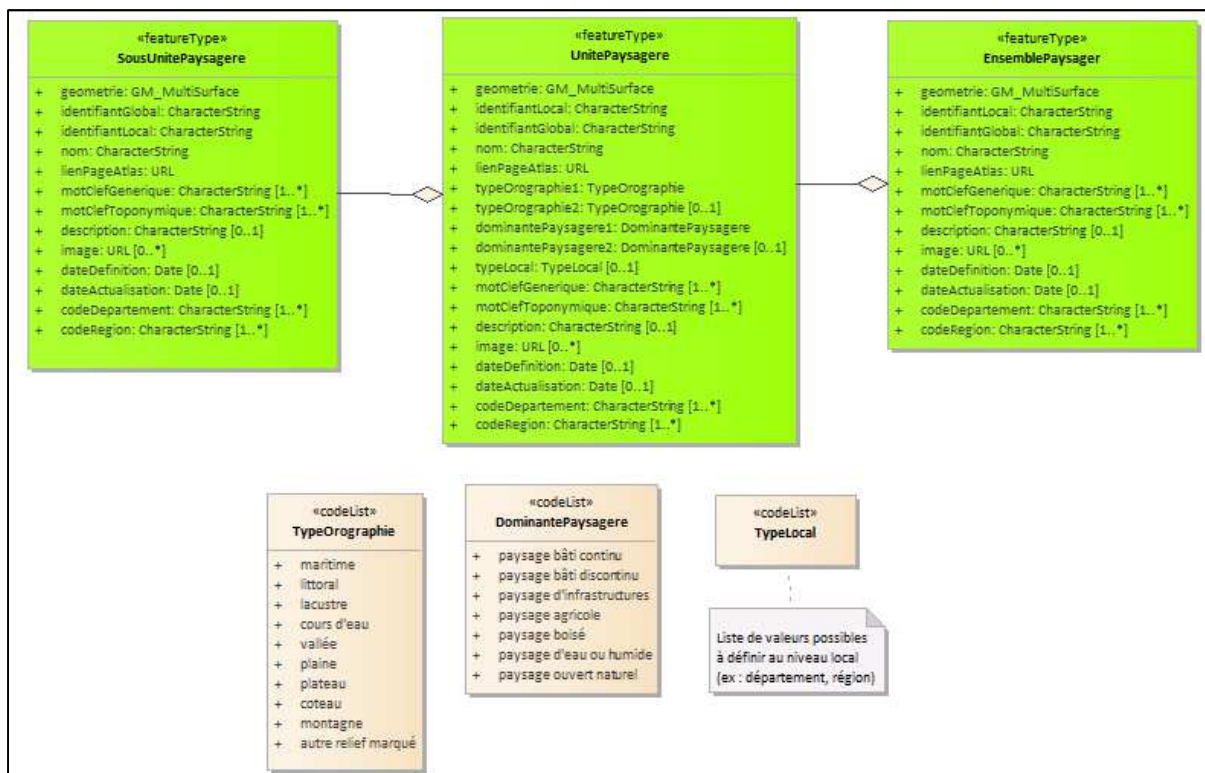 «featureType»
SousUnitePaysagere
+ geometrie: GM_MultiSurface
+ identifiantGlobal: CharacterString
+ identifiantLocal: CharacterString
+ nom: CharacterString
+ lienPageAtlas: URL
+ motClefGenerique: CharacterString [1..*]
+ motClefToponymique: CharacterString [1..*]
+ description: CharacterString [0..1]
+ image: URL [0..*]
+ dateDefinition: Date [0..1]
+ dateActualisation: Date [0..1]
+ codeDepartement: CharacterString [1..*]
+ codeRegion: CharacterString [1..*]
«featureType»
UnitePaysagere
+ geometrie: GM_MultiSurface
+ identifiantLocal: CharacterString
+ identifiantGlobal: CharacterString
+ nom: CharacterString
+ lienPageAtlas: URL
+ typeOrographie1: TypeOrographie
+ typeOrographie2: TypeOrographie [0..1]
+ dominantePaysagere1: DominantePaysagere
+ dominantePaysagere2: DominantePaysagere [0..1]
+ typeLocal: TypeLocal [0..1]
+ motClefGenerique: CharacterString [1..*]
+ motClefToponymique: CharacterString [1..*]
+ description: CharacterString [0..1]
+ image: URL [0..*]
+ dateDefinition: Date [0..1]
+ dateActualisation: Date [0..1]
+ codeDepartement: CharacterString [1..*]
+ codeRegion: CharacterString [1..*]
«featureType»
EnsemblePaysager
+ geometrie: GM_MultiSurface
+ identifiantLocal: CharacterString
+ identifiantGlobal: CharacterString
+ nom: CharacterString
+ lienPageAtlas: URL
+ motClefGenerique: CharacterString [1..*]
+ motClefToponymique: CharacterString [1..*]
+ description: CharacterString [0..1]
+ image: URL [0..*]
+ dateDefinition: Date [0..1]
+ dateActualisation: Date [0..1]
+ codeDepartement: CharacterString [1..*]
+ codeRegion: CharacterString [1..*]
«codeList»
TypeOrographie
+ maritime
+ littoral
+ lacustre
+ cours d'eau
+ vallée
+ plaine
+ plateau
+ coteau
+ montagne
+ autre relief marqué
«codeList»
DominantePaysagere
+ paysage bâti continu
+ paysage bâti discontinu
+ paysage d'infrastructures
+ paysage agricole
+ paysage boisé
+ paysage d'eau ou humide
+ paysage ouvert naturel
«codeList»
TypeLocal
Liste de valeurs possibles
à définir au niveau local
(ex : département, région)